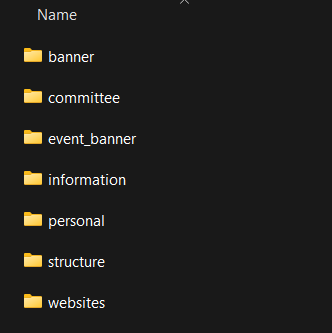 Name
banner
committee
event_banner
information
personal
structure
websites